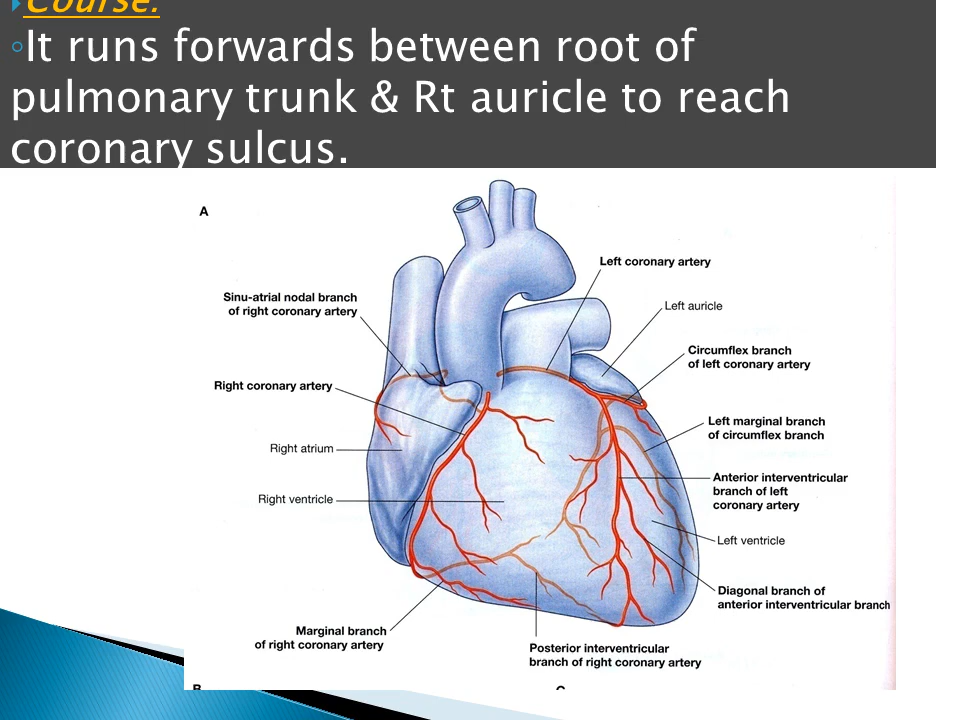 Course:
It runs forwards between root of
pulmonary trunk & Rt auricle to reach
coronary sulcus.
A
Left coronary artery
Sinu-atrial nodal branch
of right coronary artery
Left auricle
Circumflex branch
of left coronary artery
Right coronary artery
Left marginal branch
of circumflex branch
Right atrium
Anterior interventricular
branch of left
coronary artery
Right ventricle
Left ventricle
Diagonal branch of
anterior interventricular branch
Marginal branch
of right coronary artery
Posterior interventricular
branch of right coronary artery
B
C